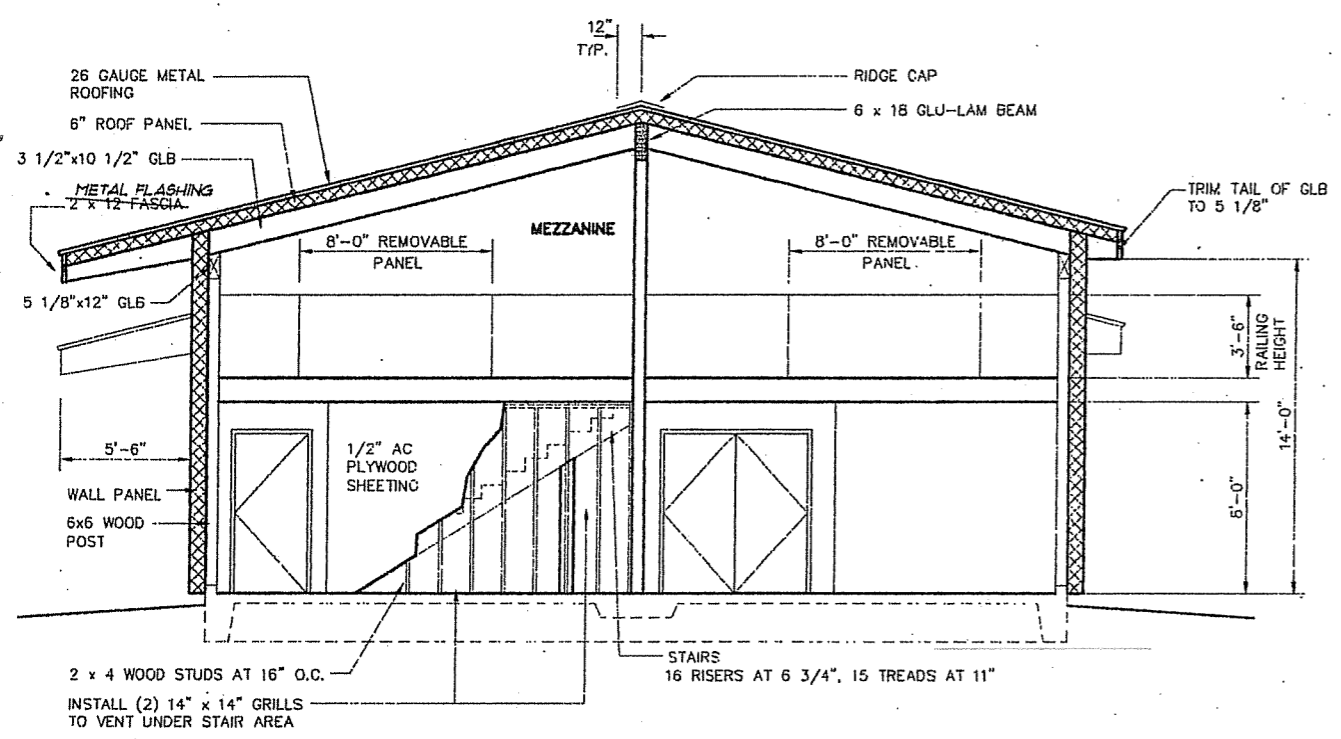 12"
TYP.
26 GAUGE METAL
ROOFING
RIDGE CAP
6" ROOF PANEL
6 x 18 GLU-LAM BEAM
3 1/2"x10 1/2" GLB
METAL FLASHING
2 x 12 FASCIA
TRIM TAIL OF GLB
TO 5 1/8"
MEZZANINE
8'-0" REMOVABLE
PANEL
8'-0" REMOVABLE
PANEL
5 1/8"x12" GLB
3'-6"
RAILING
HEIGHT
14'-0"
5'-6"
1/2" AC
PLYWOOD
SHEETING
WALL PANEL
6x6 WOOD
POST
8'-0"
STAIRS
16 RISERS AT 6 3/4", 15 TREADS AT 11"
2 x 4 WOOD STUDS AT 16" O.C.
INSTALL (2) 14" x 14" GRILLS
TO VENT UNDER STAIR AREA